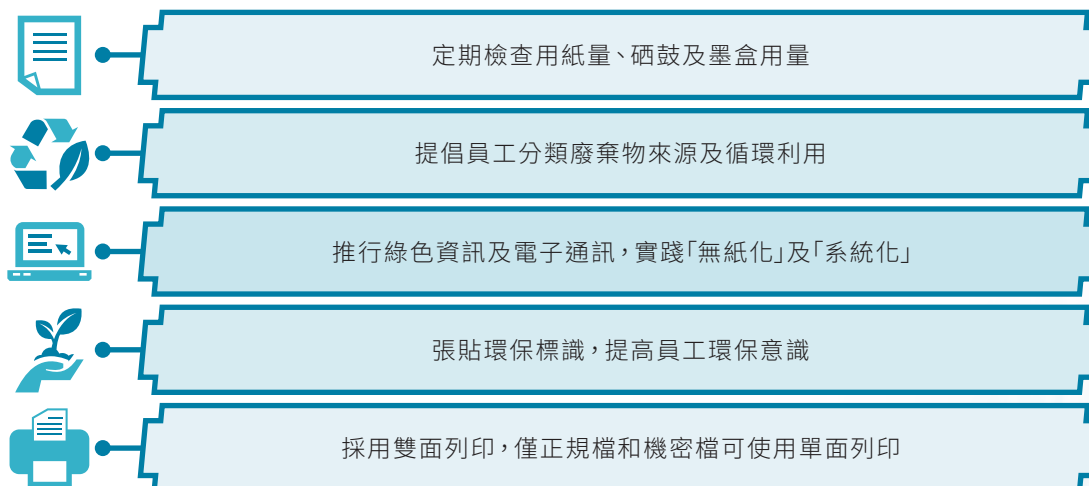 定期檢查用紙量、硒鼓及墨盒用量
提倡員工分類廢棄物來源及循環利用
推行綠色資訊及電子通訊，實踐「無紙化」及「系統化」
張貼環保標識，提高員工環保意識
採用雙面列印，僅正規檔和機密檔可使用單面列印